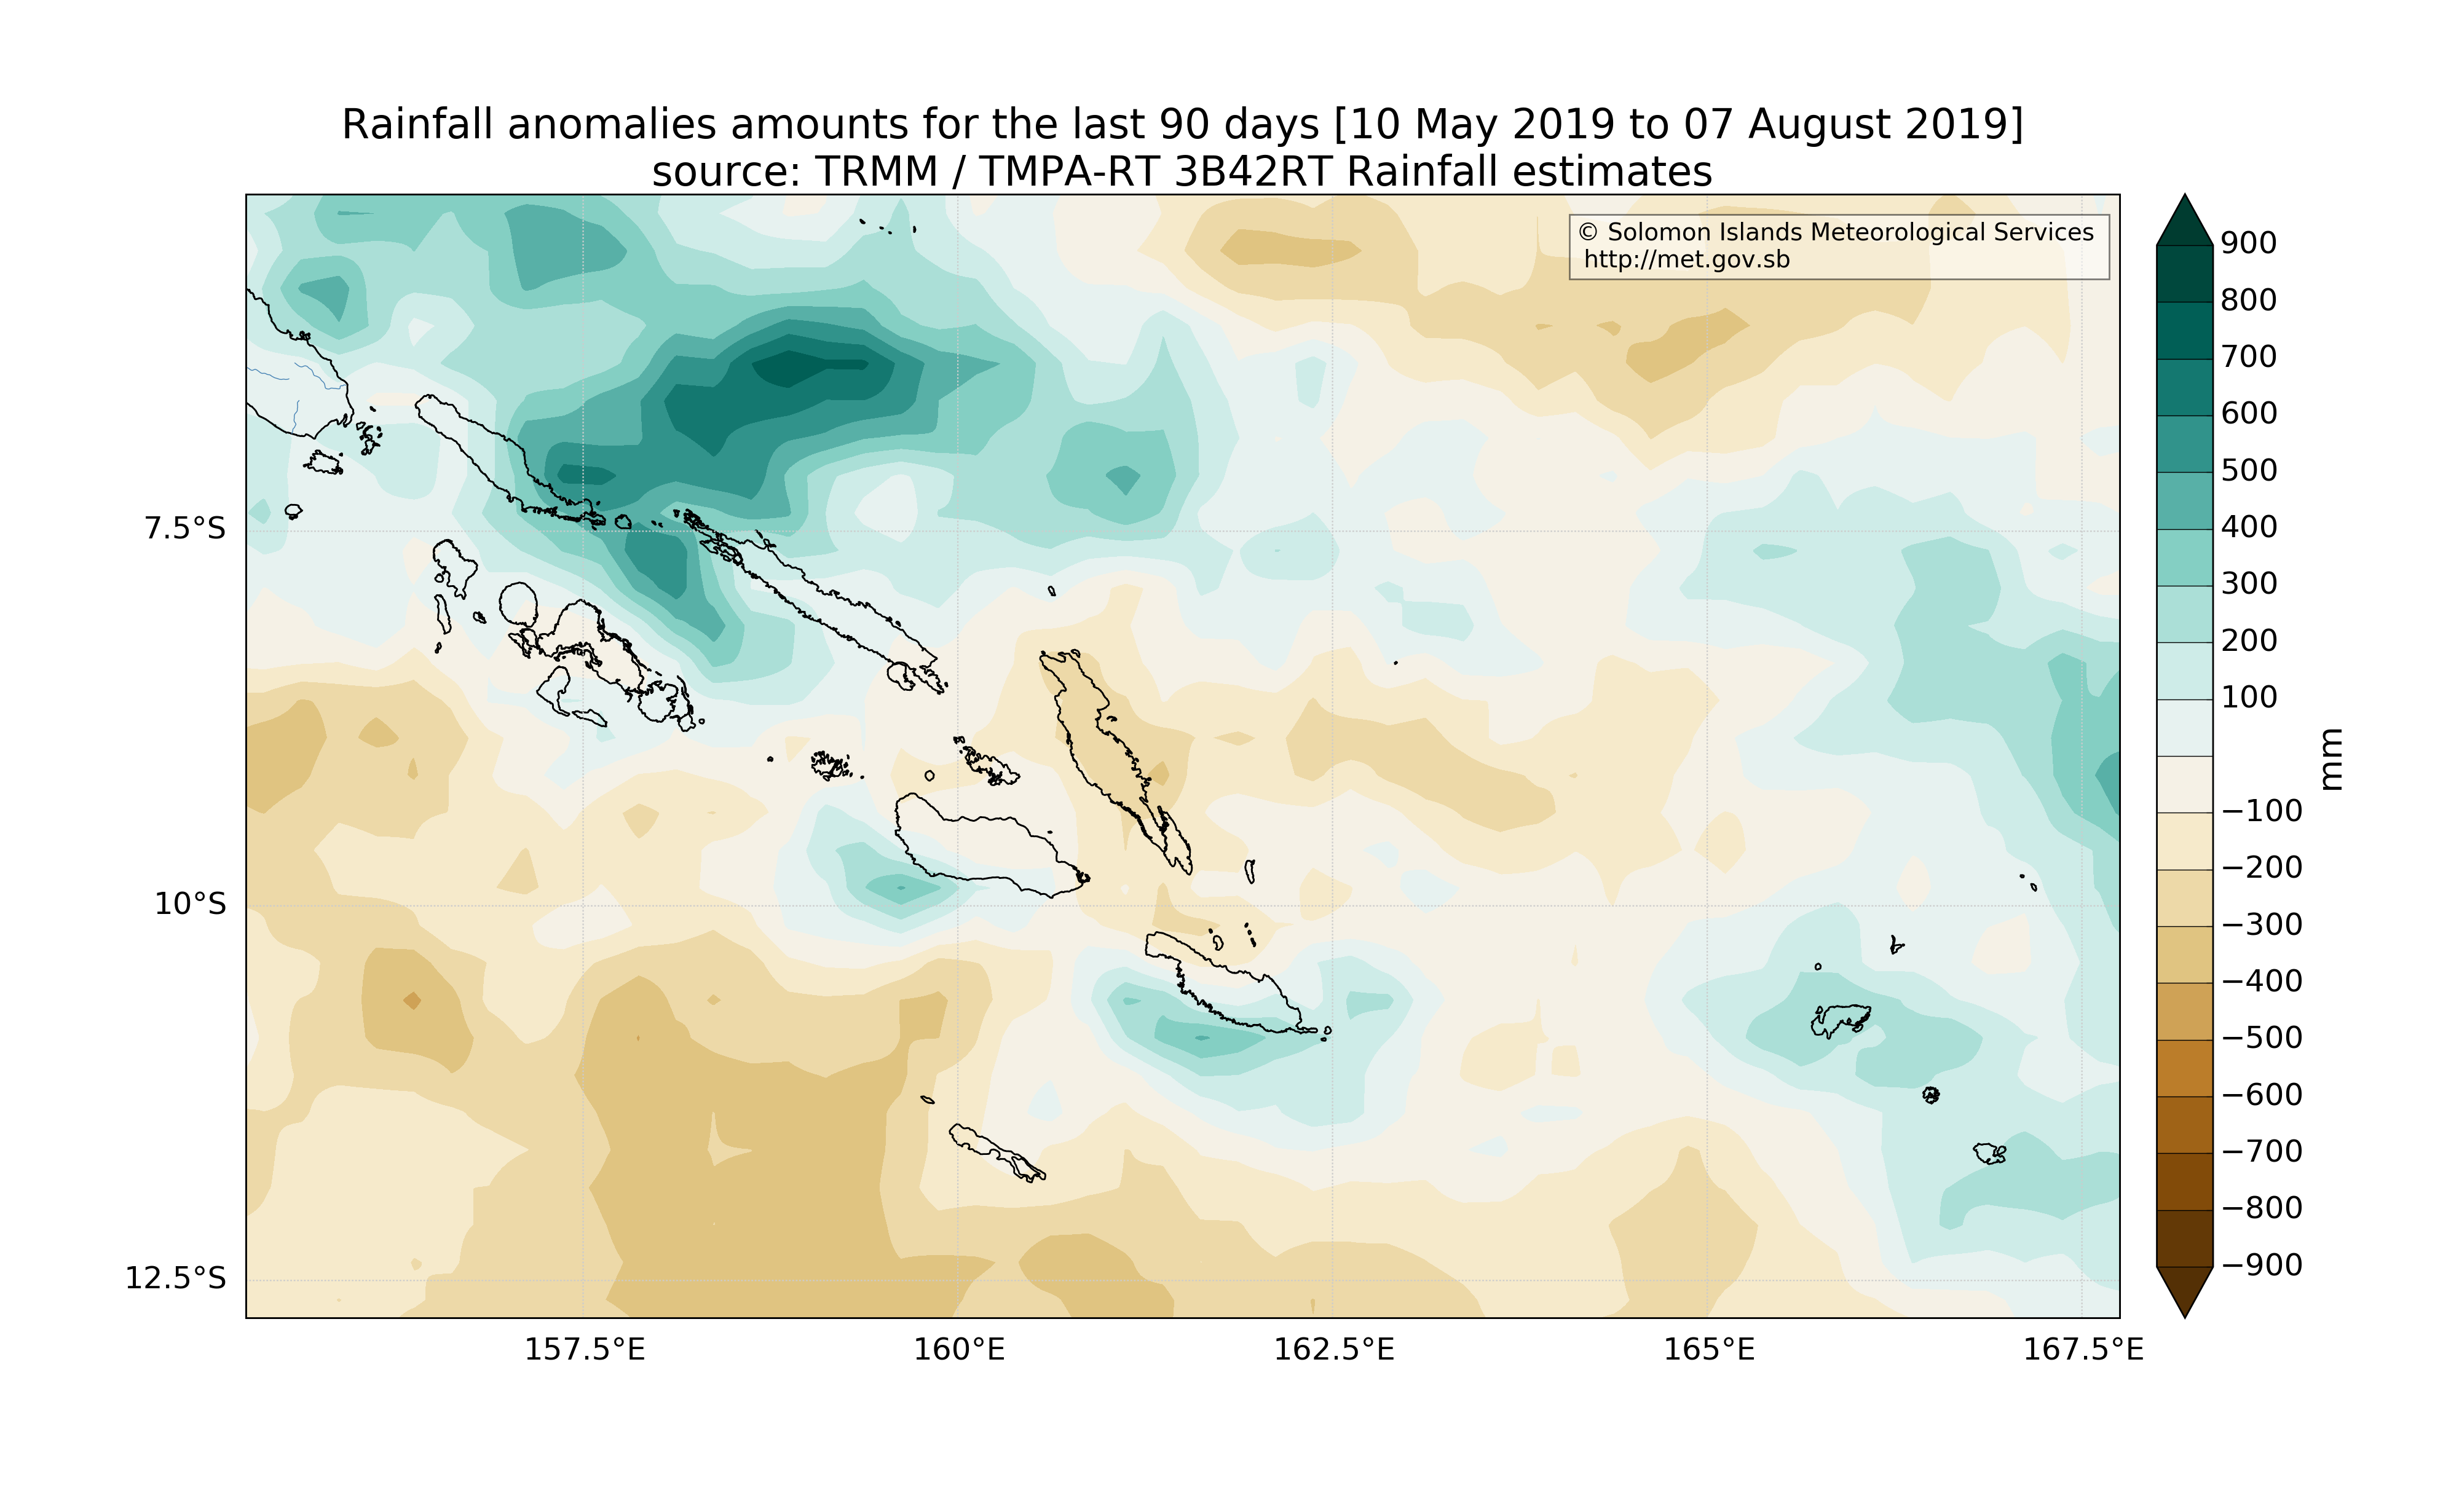 Rainfall anomalies amounts for the last 90 days [10 May 2019 to 07 August 2019]
source: TRMM / TMPA-RT 3B42RT Rainfall estimates
© Solomon Islands Meteorological Services
http://met.gov.sb
7.5°S
10°S
12.5°S
157.5°E
160°E
162.5°E
165°E
167.5°E
900
800
700
600
500
400
300
200
100
−100
−200
−300
−400
−500
−600
−700
−800
−900
mm